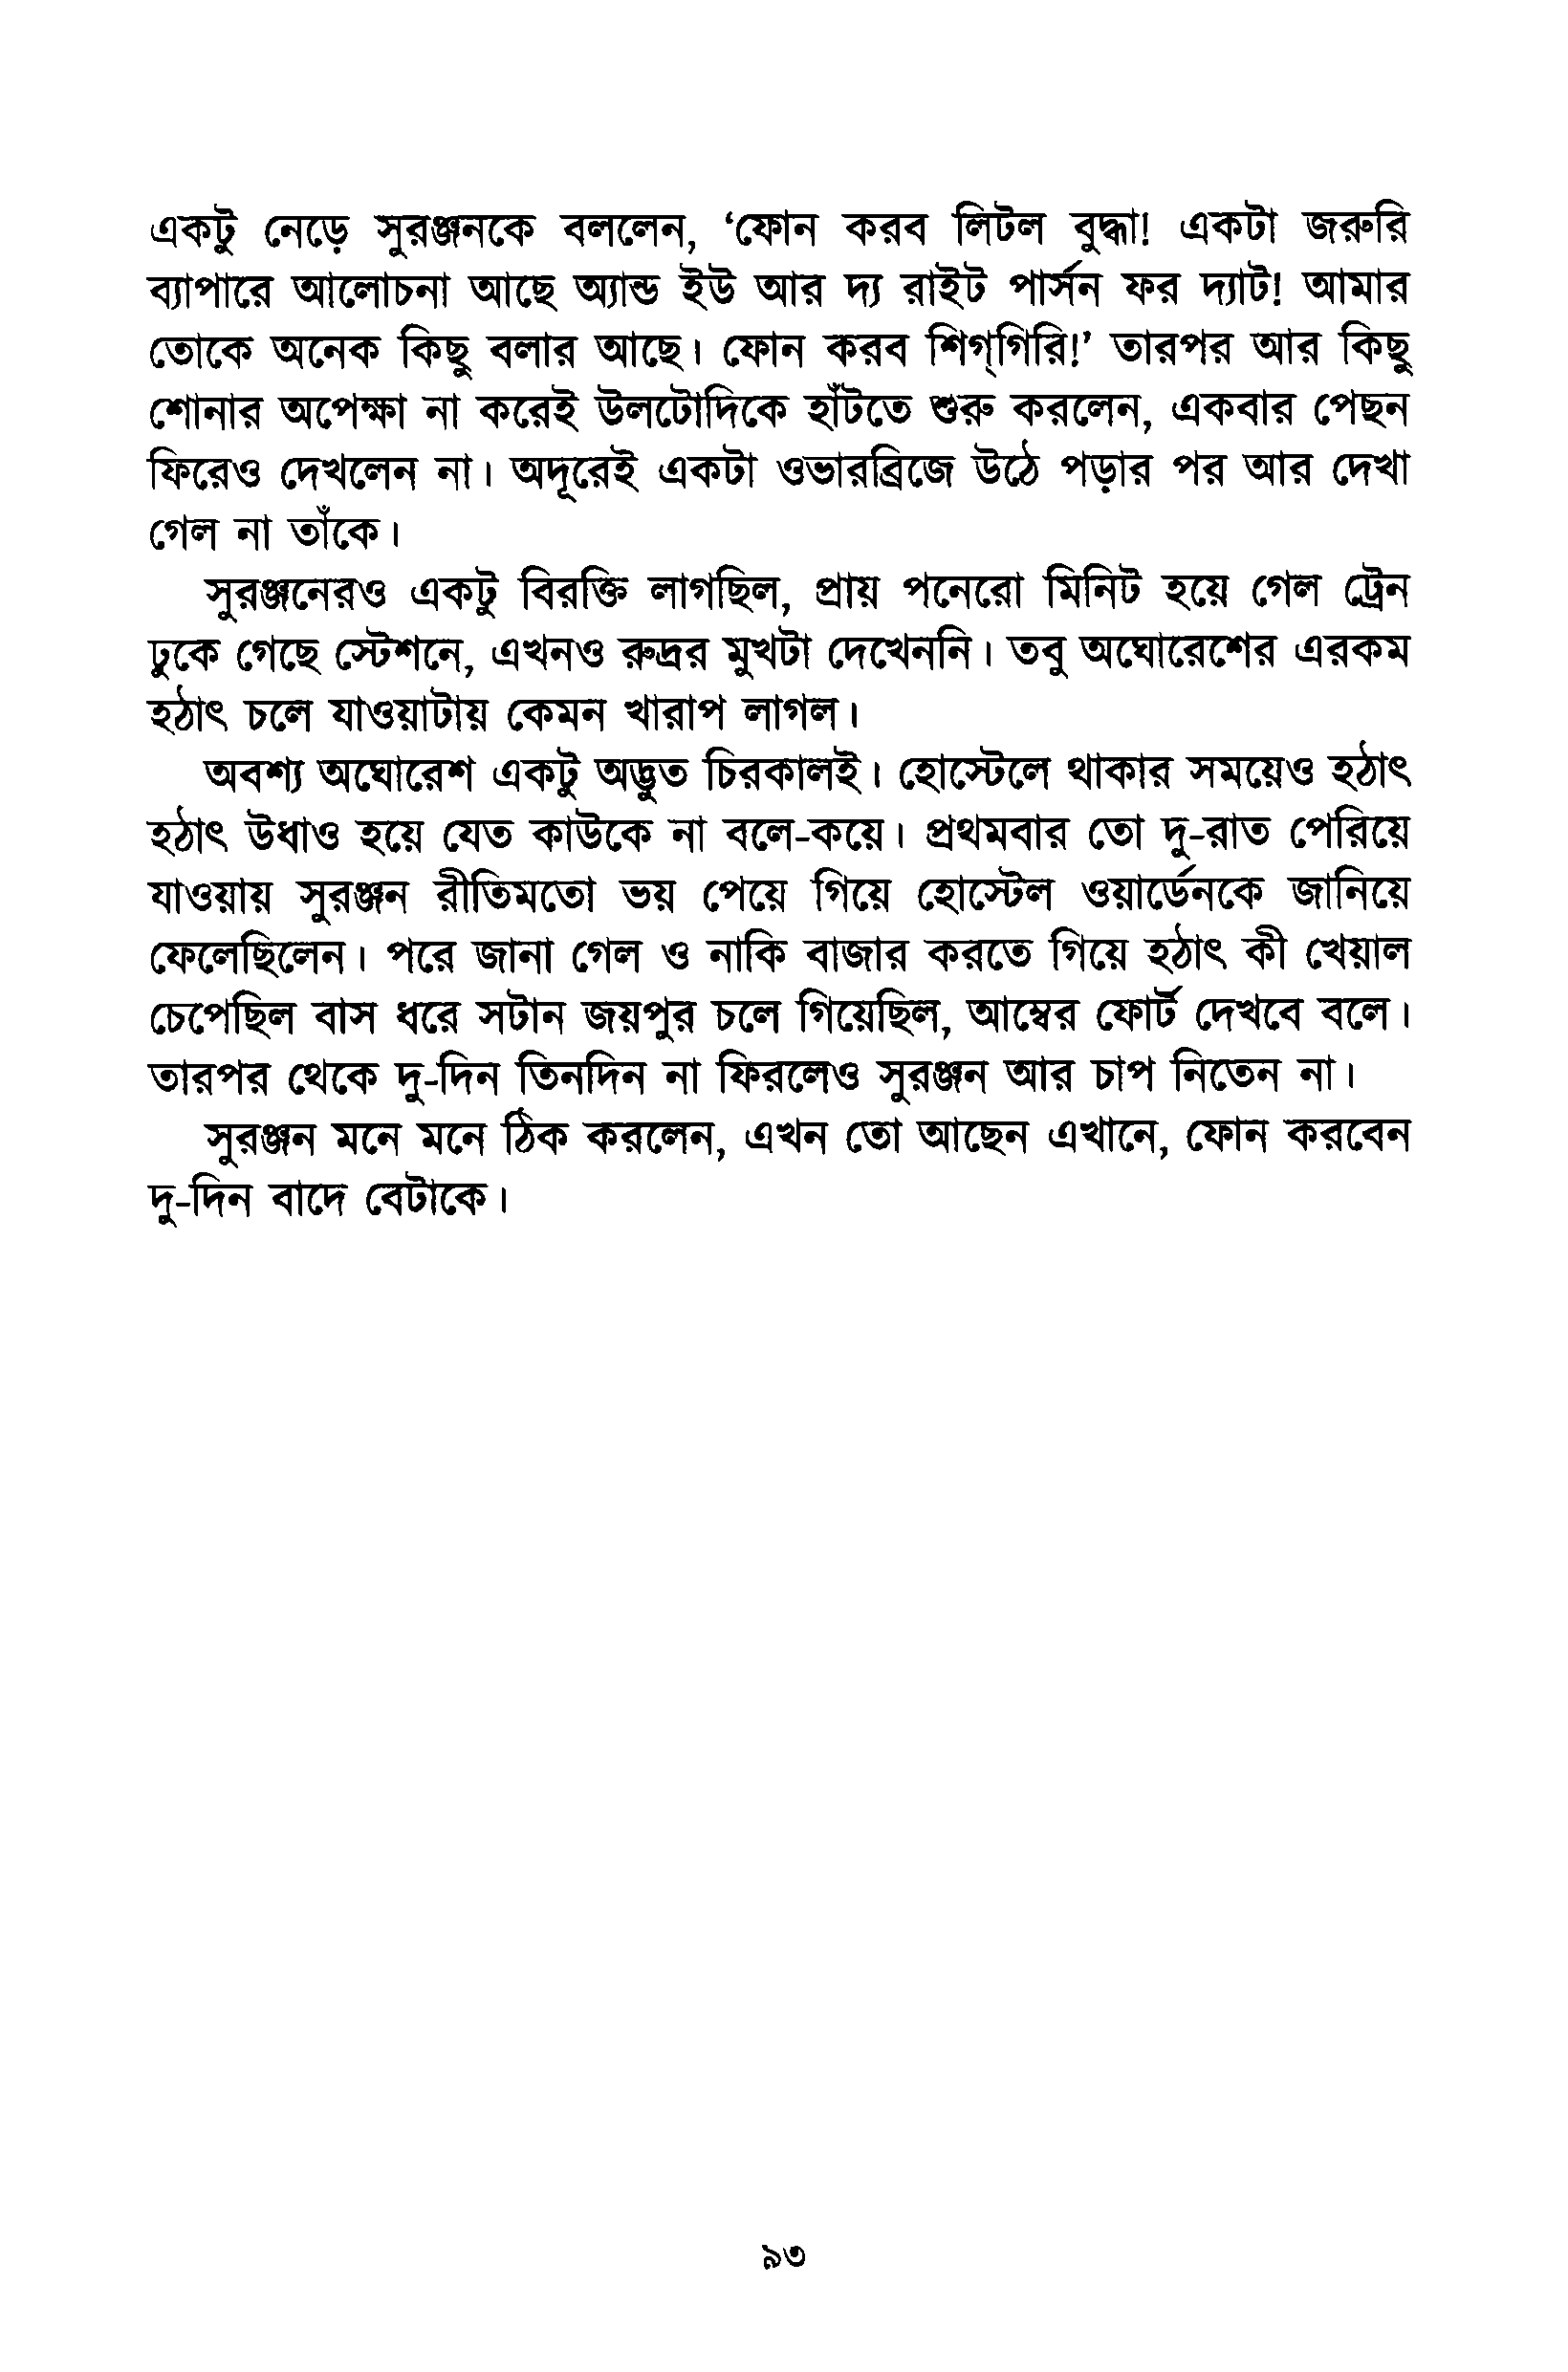 একটু নেড়ে সুরঞ্জনকে বললেন, ‘ফোন করব লিটল বুদ্ধা! একটা জরুরি
ব্যাপারে আলোচনা আছে অ্যান্ড ইউ আর দ্য রাইট পার্সন ফর দ্যাট! আমার
তোকে অনেক কিছু বলার আছে। ফোন করব শিগ্‌গিরি!’ তারপর আর কিছু
শোনার অপেক্ষা না করেই উলটোদিকে হাঁটতে শুরু করলেন, একবার পেছন
ফিরেও দেখলেন না। অদূরেই একটা ওভারব্রিজে উঠে পড়ার পর আর দেখা
গেল না তাঁকে।
সুরঞ্জনেরও একটু বিরক্তি লাগছিল, প্রায় পনেরো মিনিট হয়ে গেল ট্রেন
ঢুকে গেছে স্টেশনে, এখনও রুদ্রর মুখটা দেখেননি। তবু অঘোরেশের এরকম
হঠাৎ চলে যাওয়াটায় কেমন খারাপ লাগল।
অবশ্য অঘোরেশ একটু অদ্ভুত চিরকালই। হোস্টেলে থাকার সময়েও হঠাৎ
হঠাৎ উধাও হয়ে যেত কাউকে না বলে-কয়ে। প্রথমবার তো দু-রাত পেরিয়ে
যাওয়ায় সুরঞ্জন রীতিমতো ভয় পেয়ে গিয়ে হোস্টেল ওয়ার্ডেনকে জানিয়ে
ফেলেছিলেন। পরে জানা গেল ও নাকি বাজার করতে গিয়ে হঠাৎ কী খেয়াল
চেপেছিল বাস ধরে সটান জয়পুর চলে গিয়েছিল, আম্বের ফোর্ট দেখবে বলে।
তারপর থেকে দু-দিন তিনদিন না ফিরলেও সুরঞ্জন আর চাপ নিতেন না।
সুরঞ্জন মনে মনে ঠিক করলেন, এখন তো আছেন এখানে, ফোন করবেন
দু-দিন বাদে বেটাকে।
৯৩